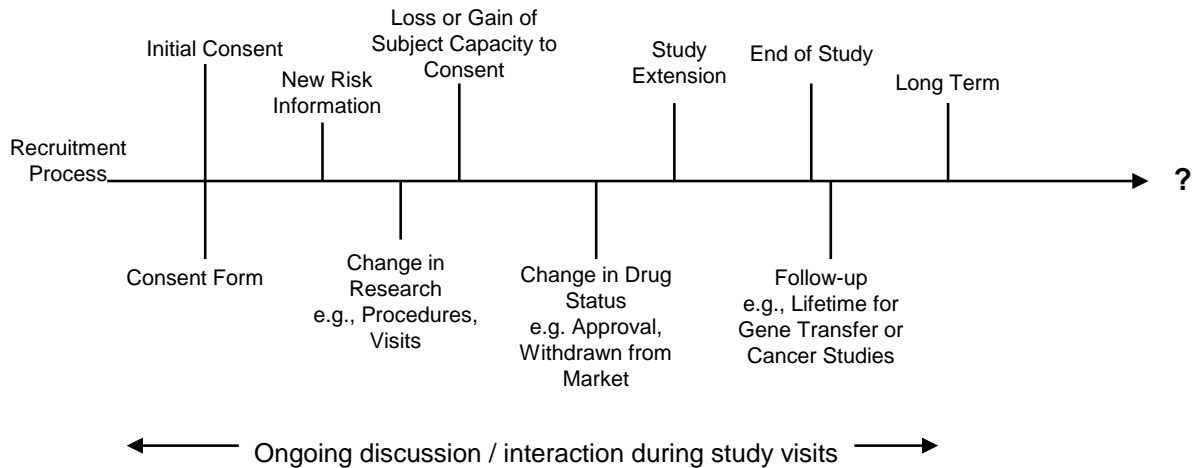 Initial Consent
New Risk
Information
Loss or Gain of
Subject Capacity to
Consent
Study
Extension
End of Study
Long Term
Recruitment
Process
?
Consent Form
Change in
Research
e.g., Procedures,
Visits
Change in Drug
Status
e.g. Approval,
Withdrawn from
Market
Follow-up
e.g., Lifetime for
Gene Transfer or
Cancer Studies
Ongoing discussion / interaction during study visits